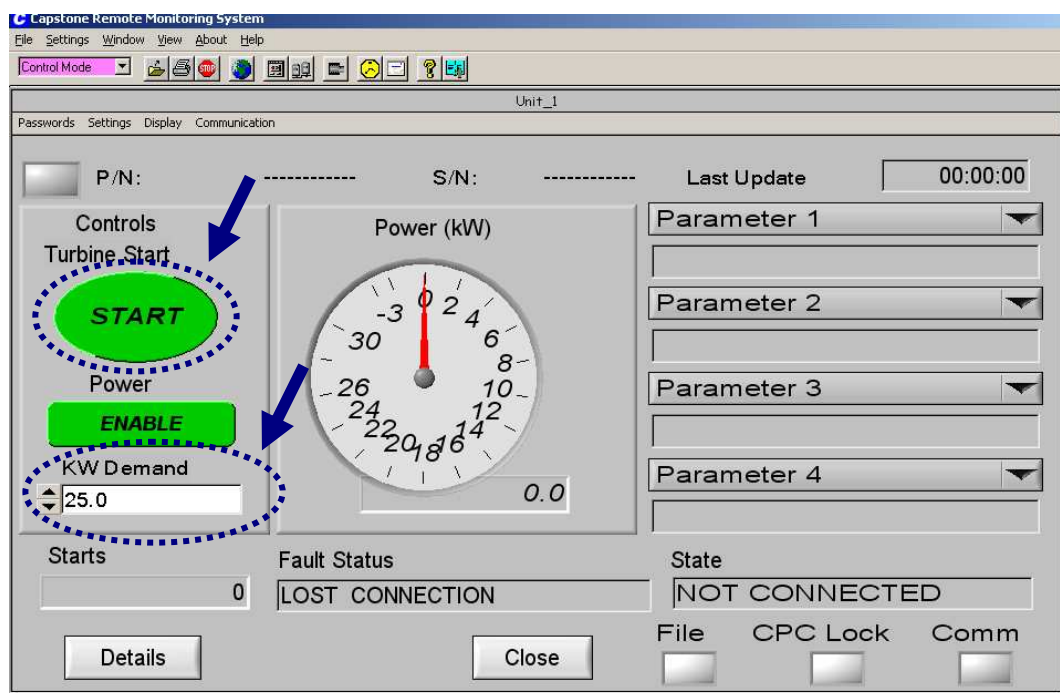 Capstone Remote Monitoring System
File Settings Window View About Help
Control Mode
STOP
Unit_1
Passwords Settings Display Communication
P/N: ------------ S/N: ------------ Last Update 00:00:00
Controls
Turbine Start
START
Power
ENABLE
KW Demand
25.0
Power (kW)
-3 0 2 4 6 8 10 12 14 16 18 20 22 24 26 30
0.0
Parameter 1
Parameter 2
Parameter 3
Parameter 4
Starts
0
Fault Status
LOST CONNECTION
State
NOT CONNECTED
Details
Close
File CPC Lock Comm